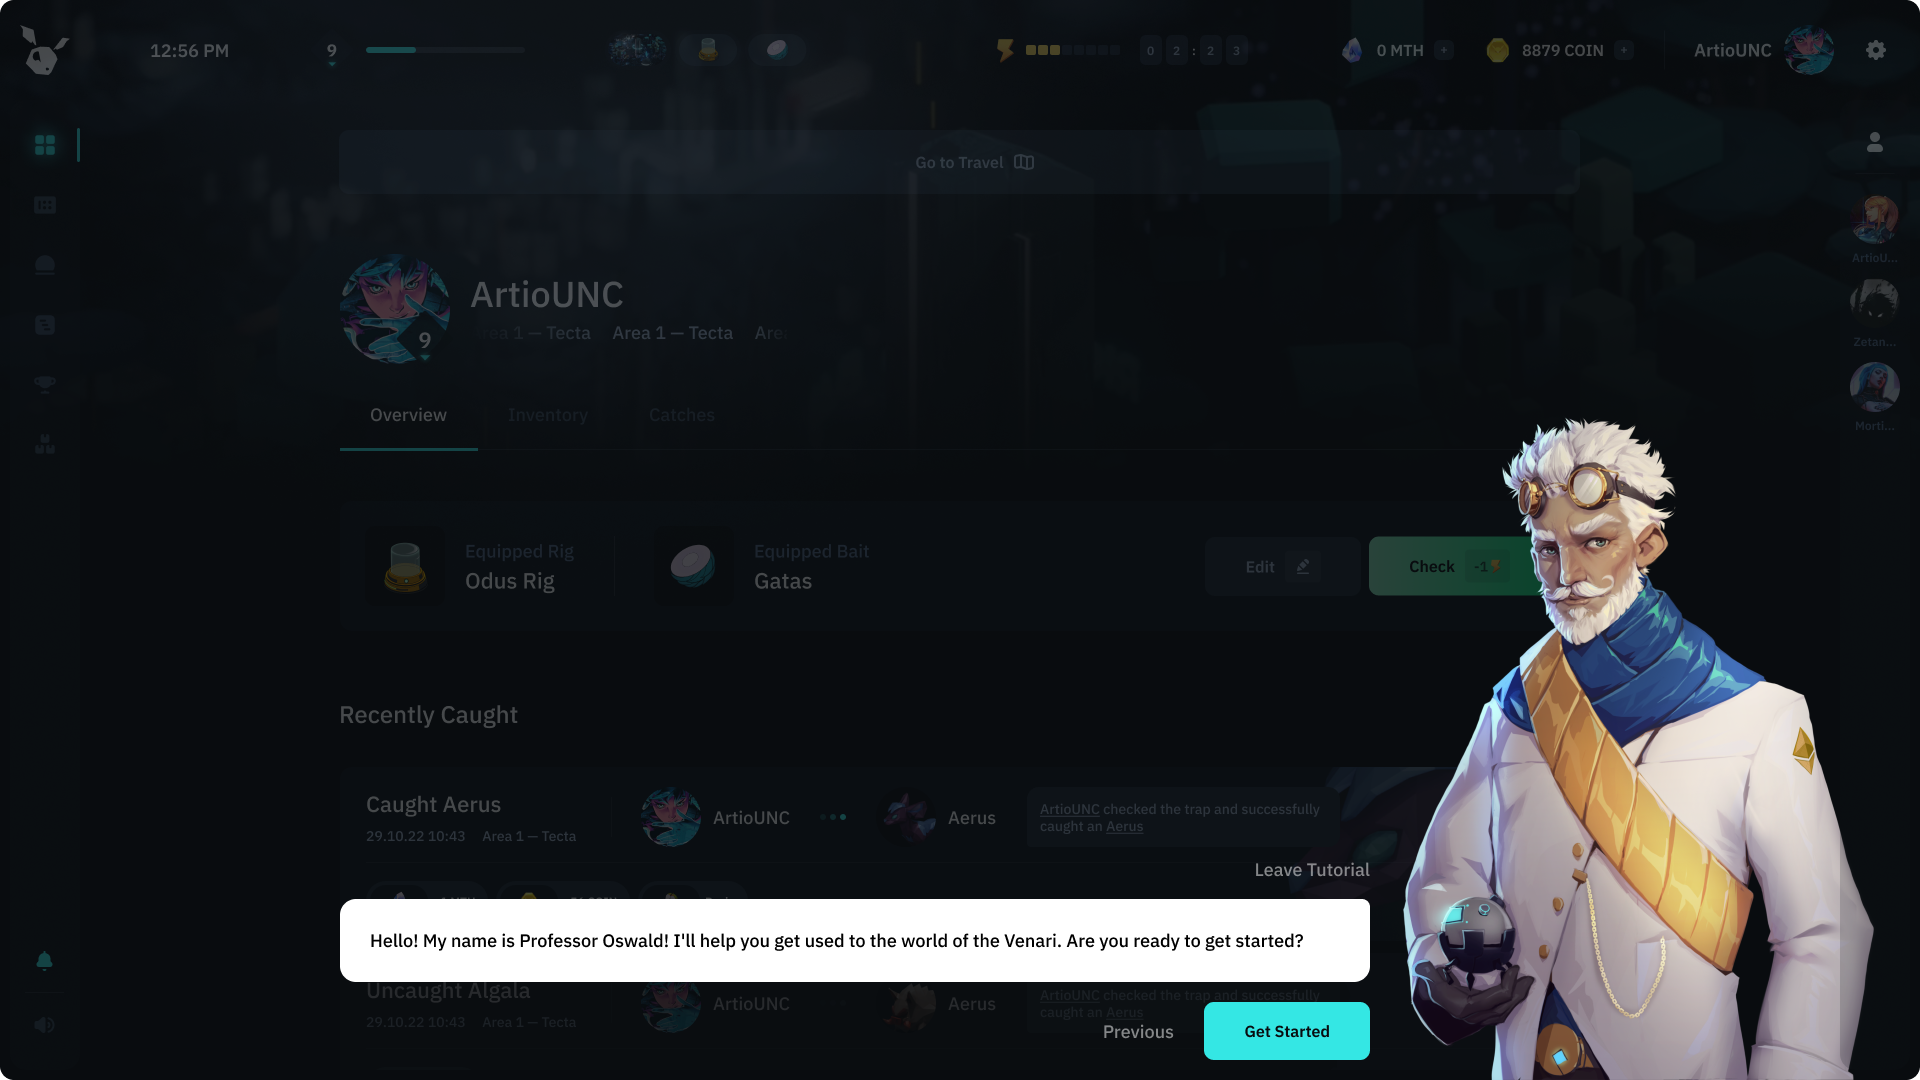 12:56 PM
9
0 2 : 2 3
0 MTH +
8879 COIN +
ArtioUNC
Go to Travel
ArtioUNC
9
Area 1 — Tecta
Area 1 — Tecta
Overview
Inventory
Catches
ArtioU...
Zetan...
Morti...
Equipped Rig
Odus Rig
Equipped Bait
Gatas
Edit
Check -1
Recently Caught
Caught Aerus
29.10.22 10:43 Area 1 — Tecta
ArtioUNC
Aerus
ArtioUNC checked the trap and successfully
caught an Aerus
Leave Tutorial
Hello! My name is Professor Oswald! I'll help you get used to the world of the Venari. Are you ready to get started?
Uncaught Algala
29.10.22 10:43 Area 1 — Tecta
ArtioUNC
Aerus
ArtioUNC checked the trap and successfully
caught an Aerus
Previous
Get Started